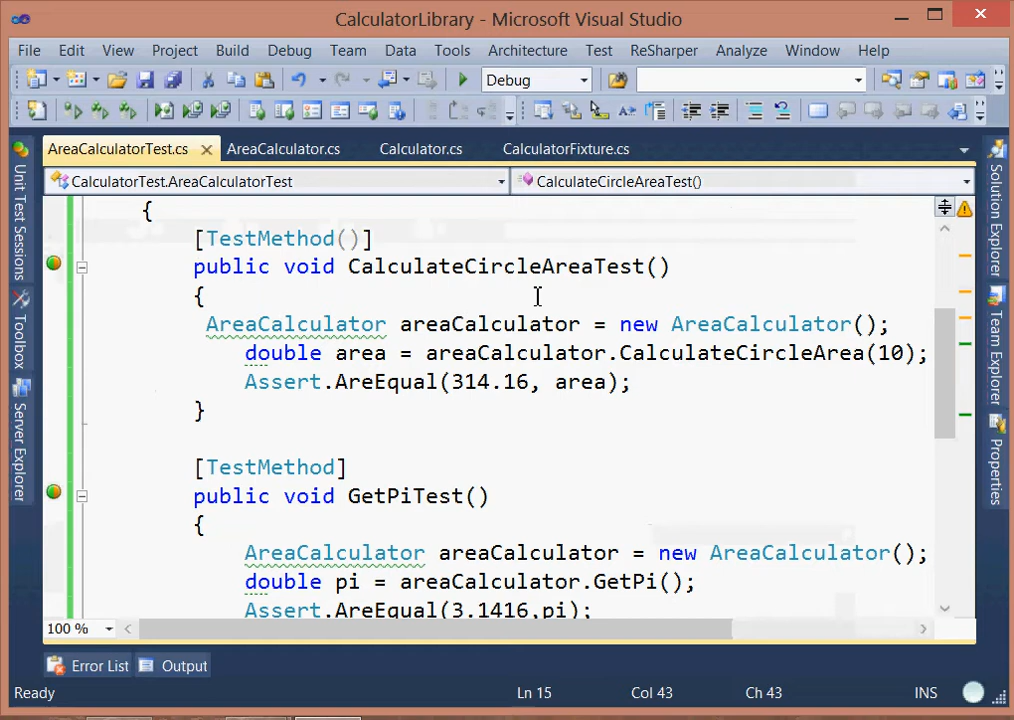 CalculatorLibrary - Microsoft Visual Studio
File Edit View Project Build Debug Team Data Tools Architecture Test ReSharper Analyze Window Help
Debug
AreaCalculatorTest.cs AreaCalculator.cs Calculator.cs CalculatorFixture.cs
CalculatorTest.AreaCalculatorTest CalculateCircleAreaTest()
Unit Test Sessions
Toolbox
Server Explorer
{
[TestMethod()]
public void CalculateCircleAreaTest()
{
AreaCalculator areaCalculator = new AreaCalculator();
double area = areaCalculator.CalculateCircleArea(10);
Assert.AreEqual(314.16, area);
}
[TestMethod]
public void GetPiTest()
{
AreaCalculator areaCalculator = new AreaCalculator();
double pi = areaCalculator.GetPi();
Assert.AreEqual(3.1416,pi);
Solution Explorer
Team Explorer
Properties
100 %
Error List Output
Ready Ln 15 Col 43 Ch 43 INS